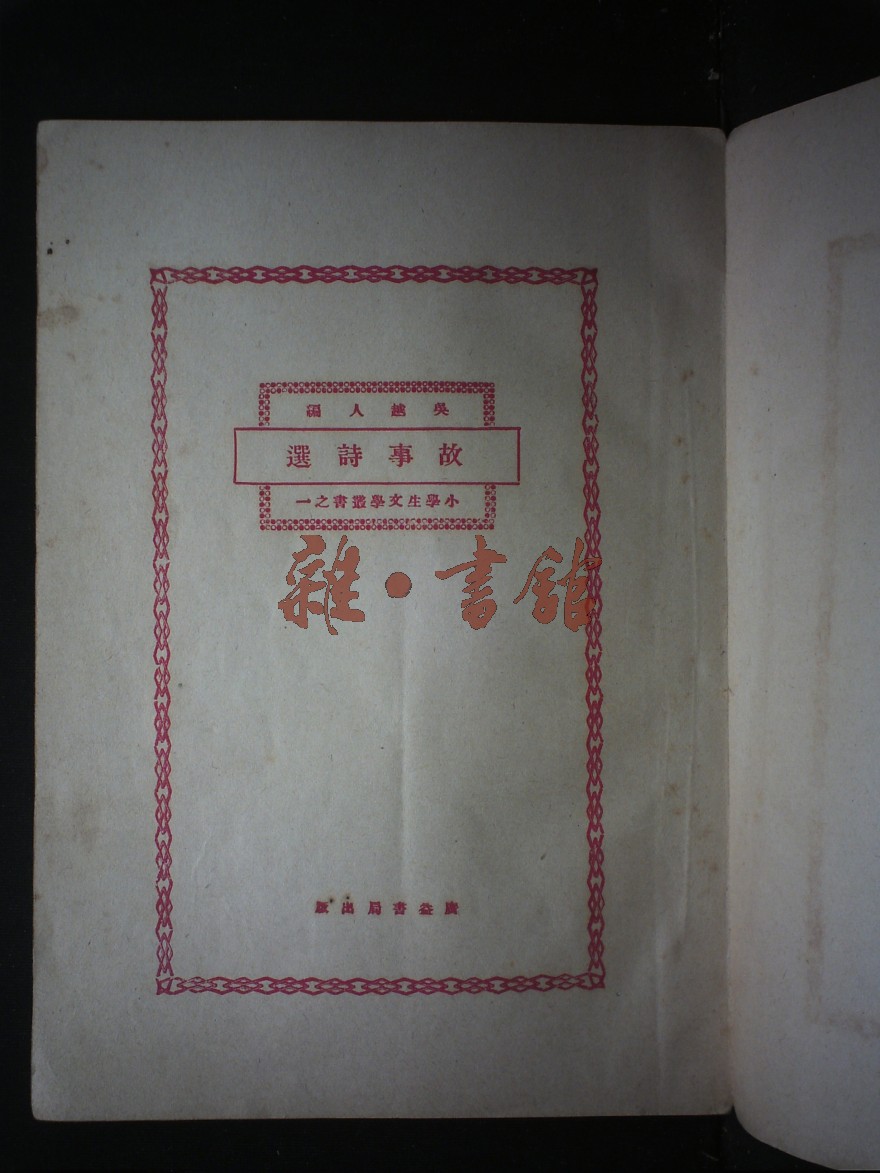 吳越人編
故事詩選
小學生文學叢書之一
雜·書館
廣益書局出版